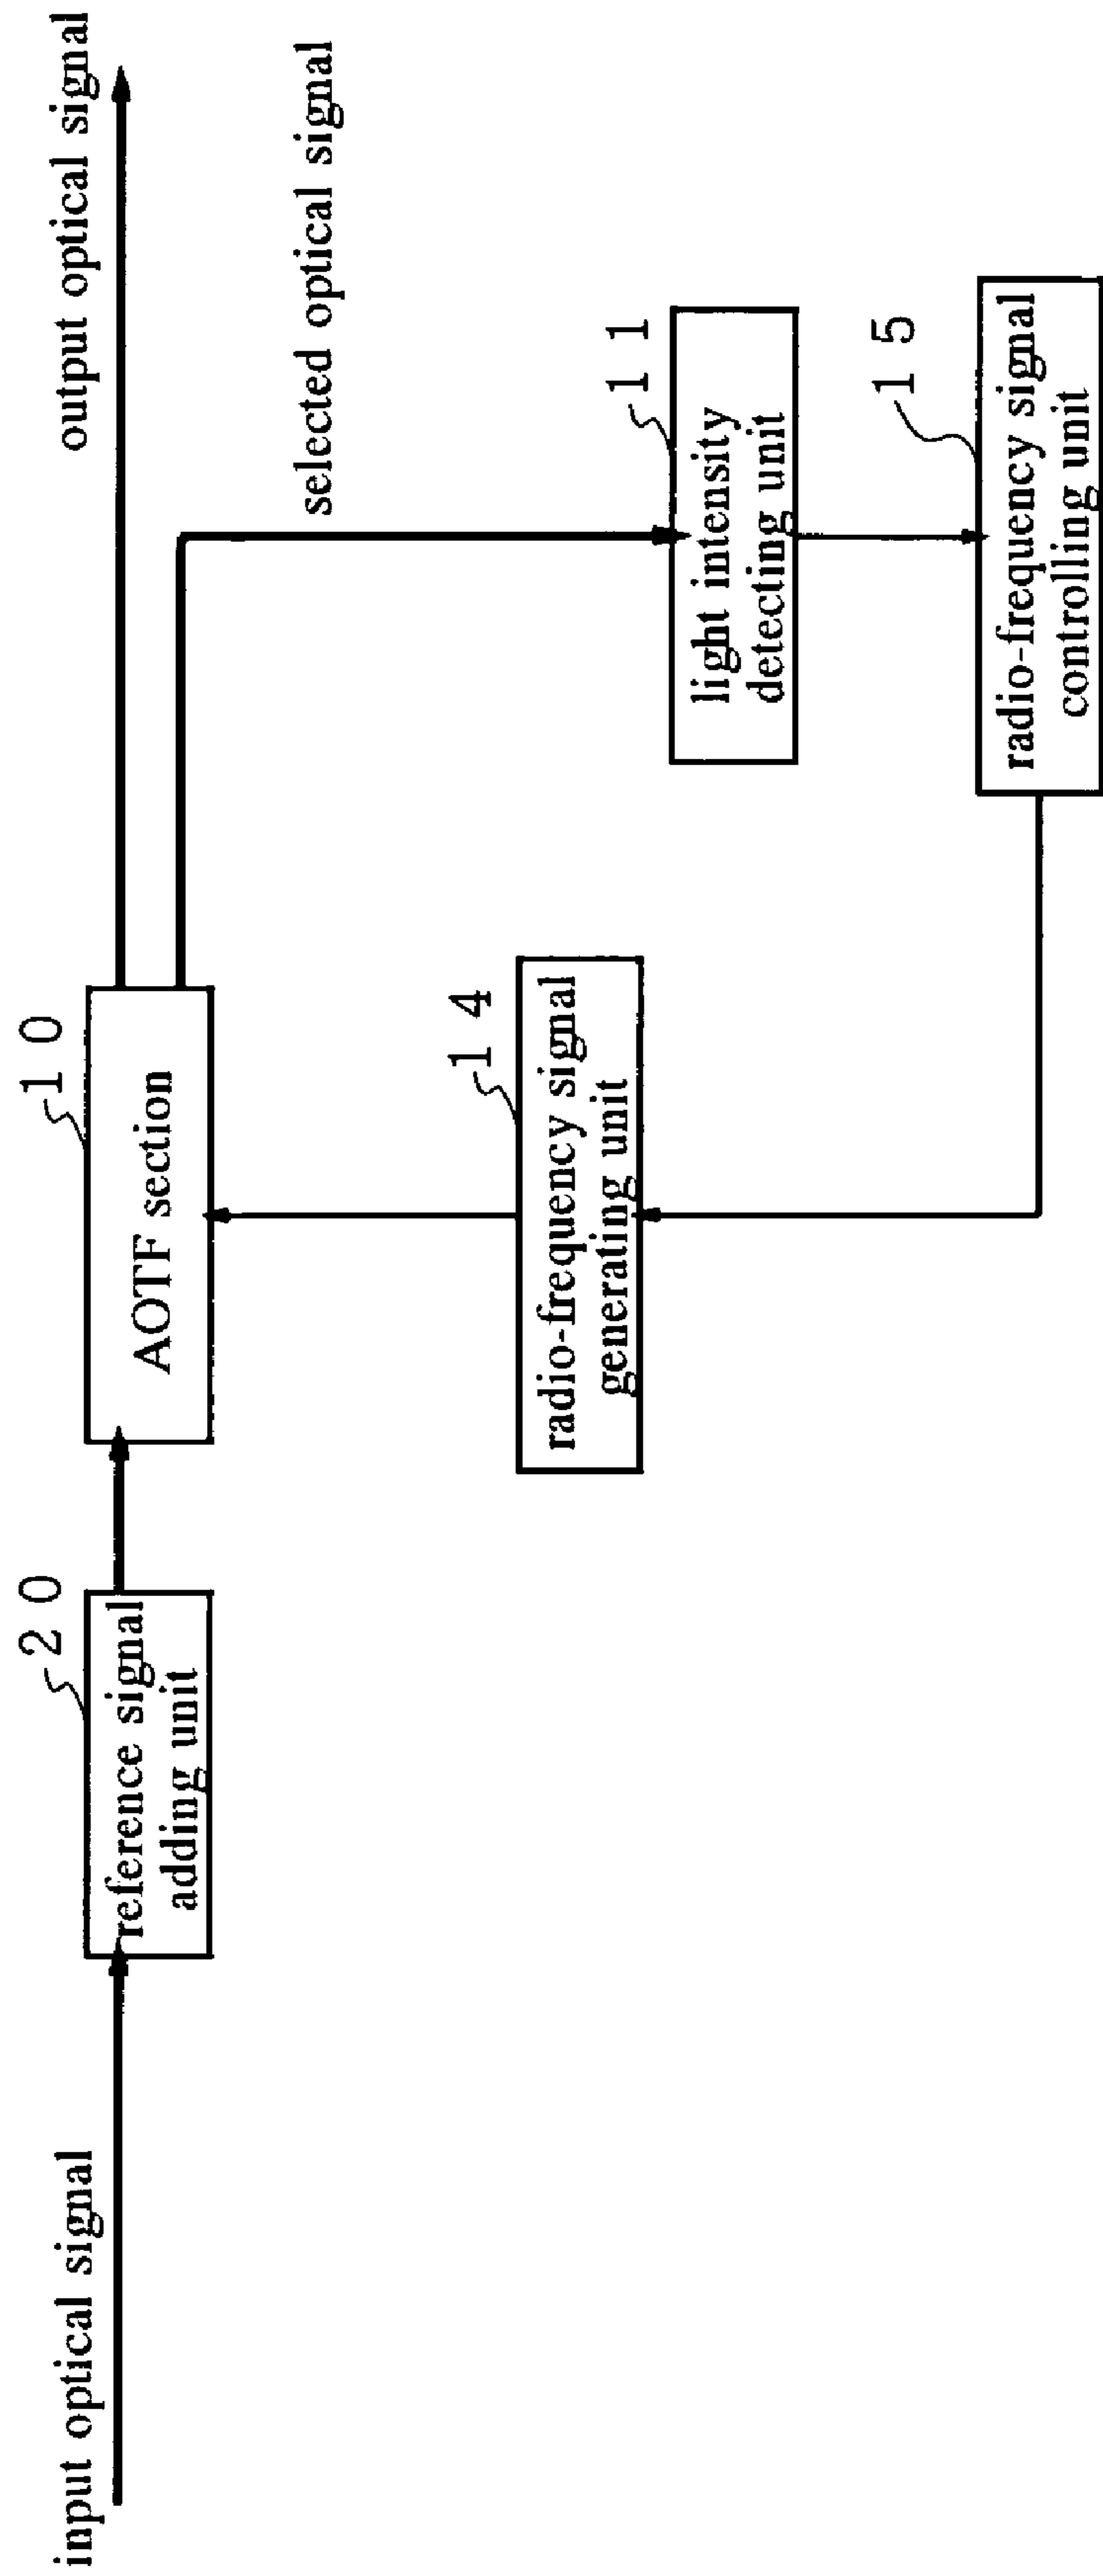 input optical signal
2 0
reference signal
adding unit
1 0
AOTF section
output optical signal
selected optical signal
1 4
radio-frequency signal
generating unit
1 1
light intensity
detecting unit
1 5
radio-frequency signal
controlling unit